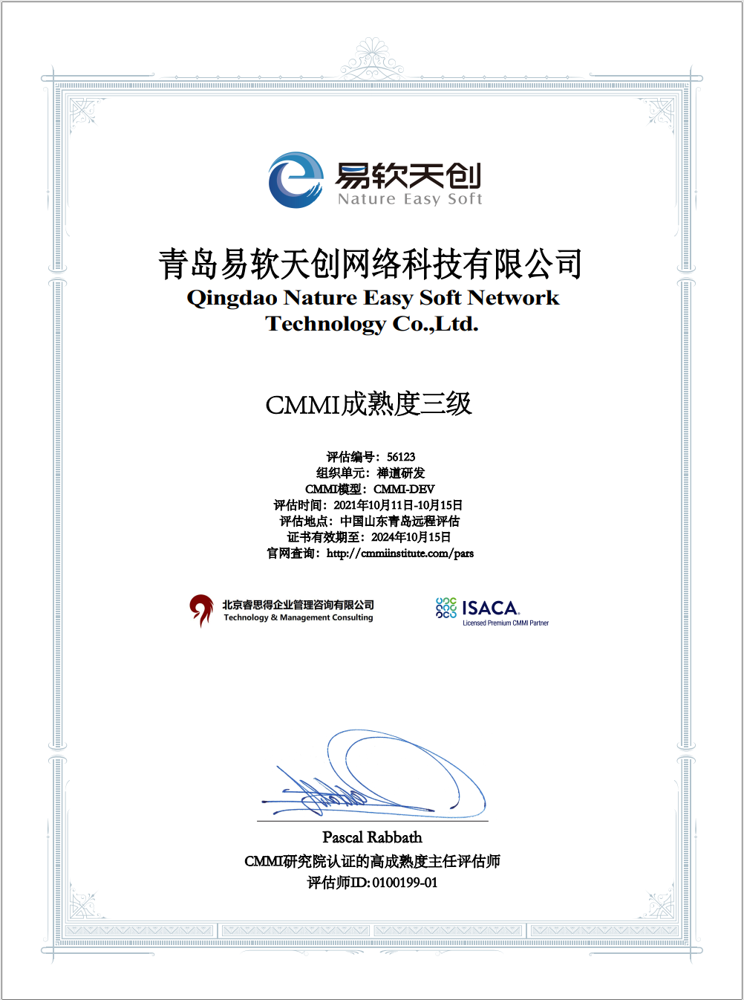 易软天创
Nature Easy Soft
青岛易软天创网络科技有限公司
Qingdao Nature Easy Soft Network
Technology Co.,Ltd.
CMMI成熟度三级
评估编号：56123
组织单元：禅道研发
CMMI模型：CMMI-DEV
评估时间：2021年10月11日-10月15日
评估地点：中国山东青岛远程评估
证书有效期至：2024年10月15日
官网查询：http://cmmiinstitute.com/pars
北京睿思得企业管理咨询有限公司
Technology & Management Consulting
ISACA.
Licensed Premium CMMI Partner
Pascal Rabbath
CMMI研究院认证的高成熟度主任评估师
评估师ID: 0100199-01